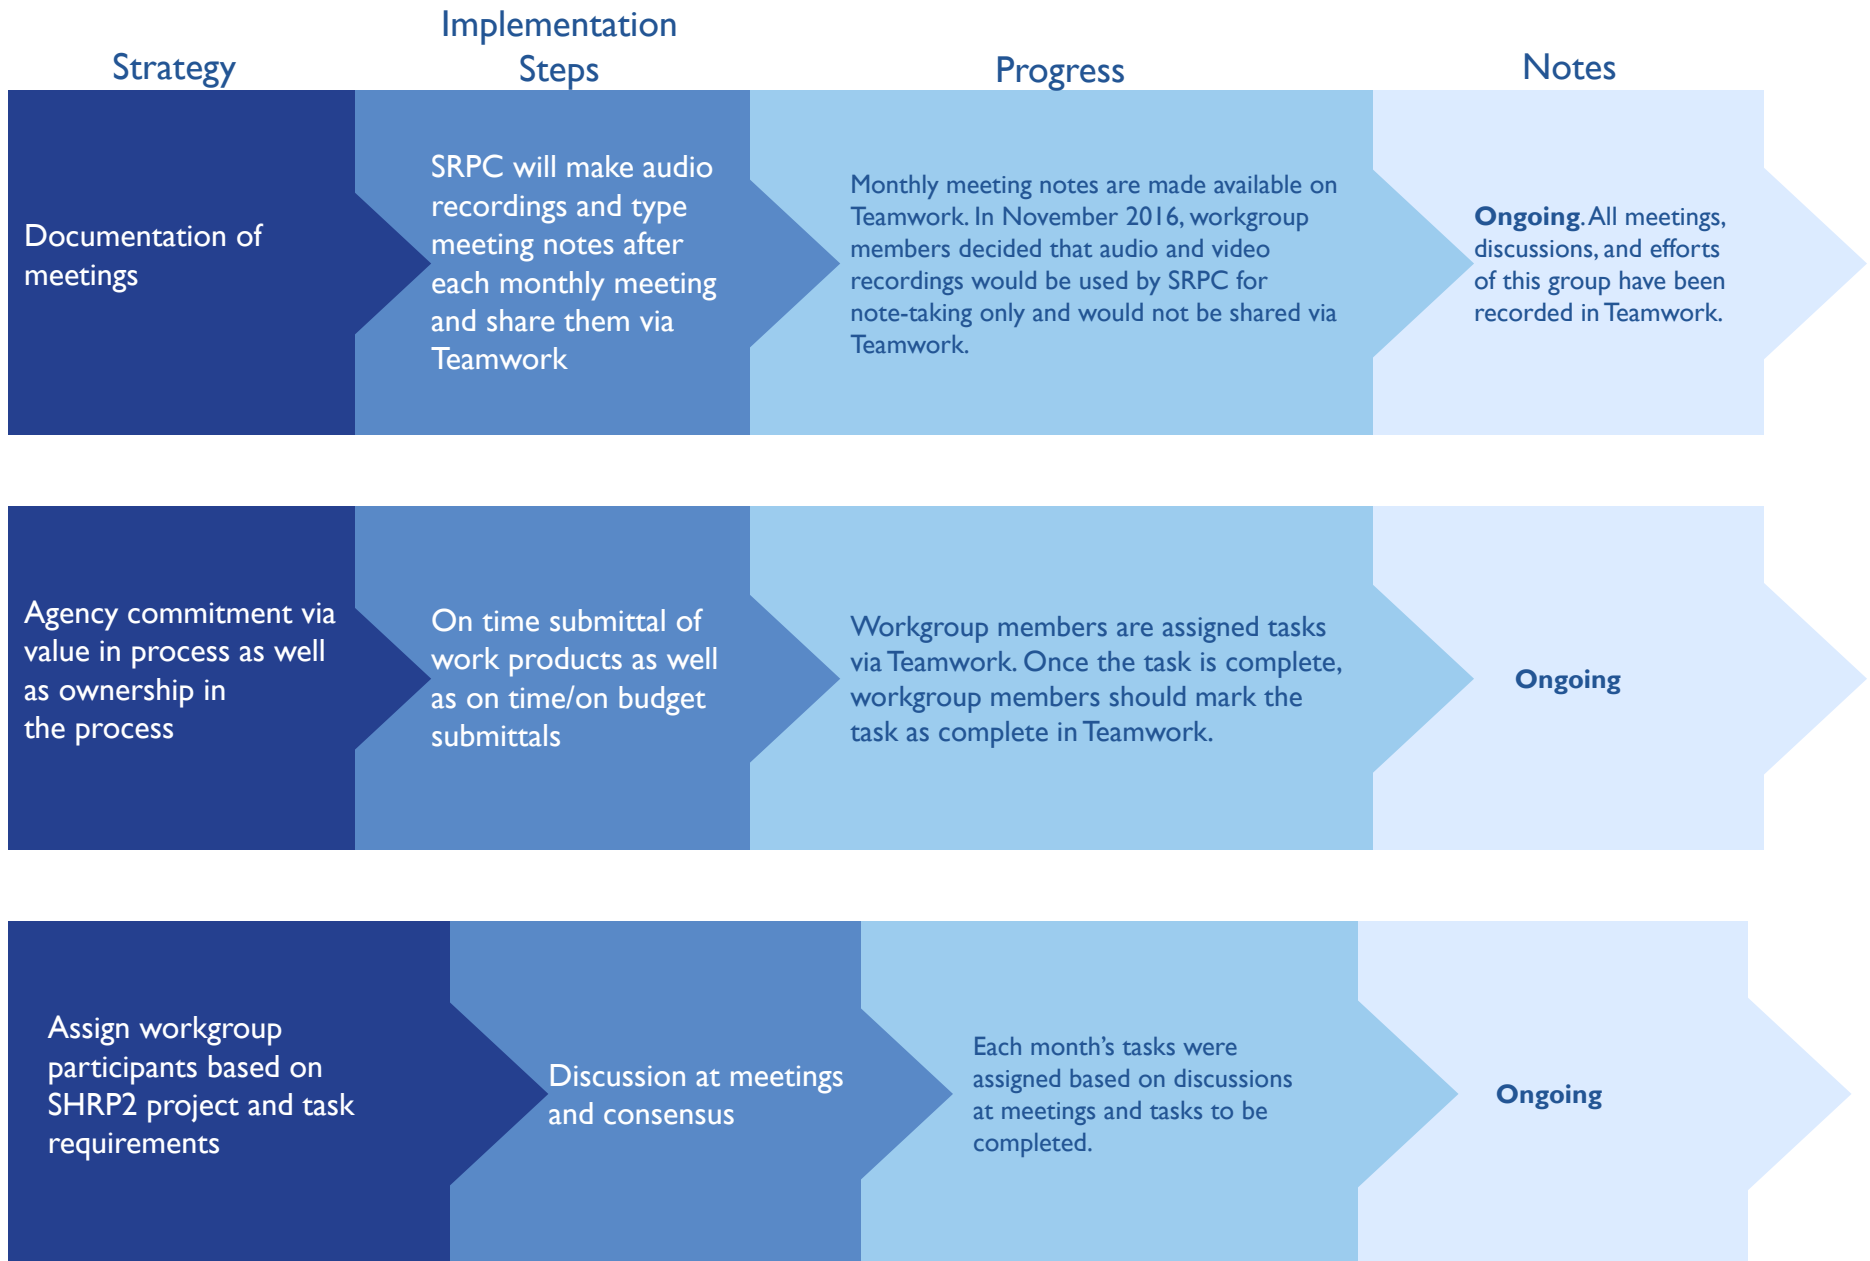 Strategy
Implementation
Steps
Progress
Notes
Documentation of
meetings
SRPC will make audio
recordings and type
meeting notes after
each monthly meeting
and share them via
Teamwork
Monthly meeting notes are made available on
Teamwork. In November 2016, workgroup
members decided that audio and video
recordings would be used by SRPC for
note-taking only and would not be shared via
Teamwork.
Ongoing. All meetings,
discussions, and efforts
of this group have been
recorded in Teamwork.
Agency commitment via
value in process as well
as ownership in
the process
On time submittal of
work products as well
as on time/on budget
submittals
Workgroup members are assigned tasks
via Teamwork. Once the task is complete,
workgroup members should mark the
task as complete in Teamwork.
Ongoing
Assign workgroup
participants based on
SHRP2 project and task
requirements
Discussion at meetings
and consensus
Each month's tasks were
assigned based on discussions
at meetings and tasks to be
completed.
Ongoing